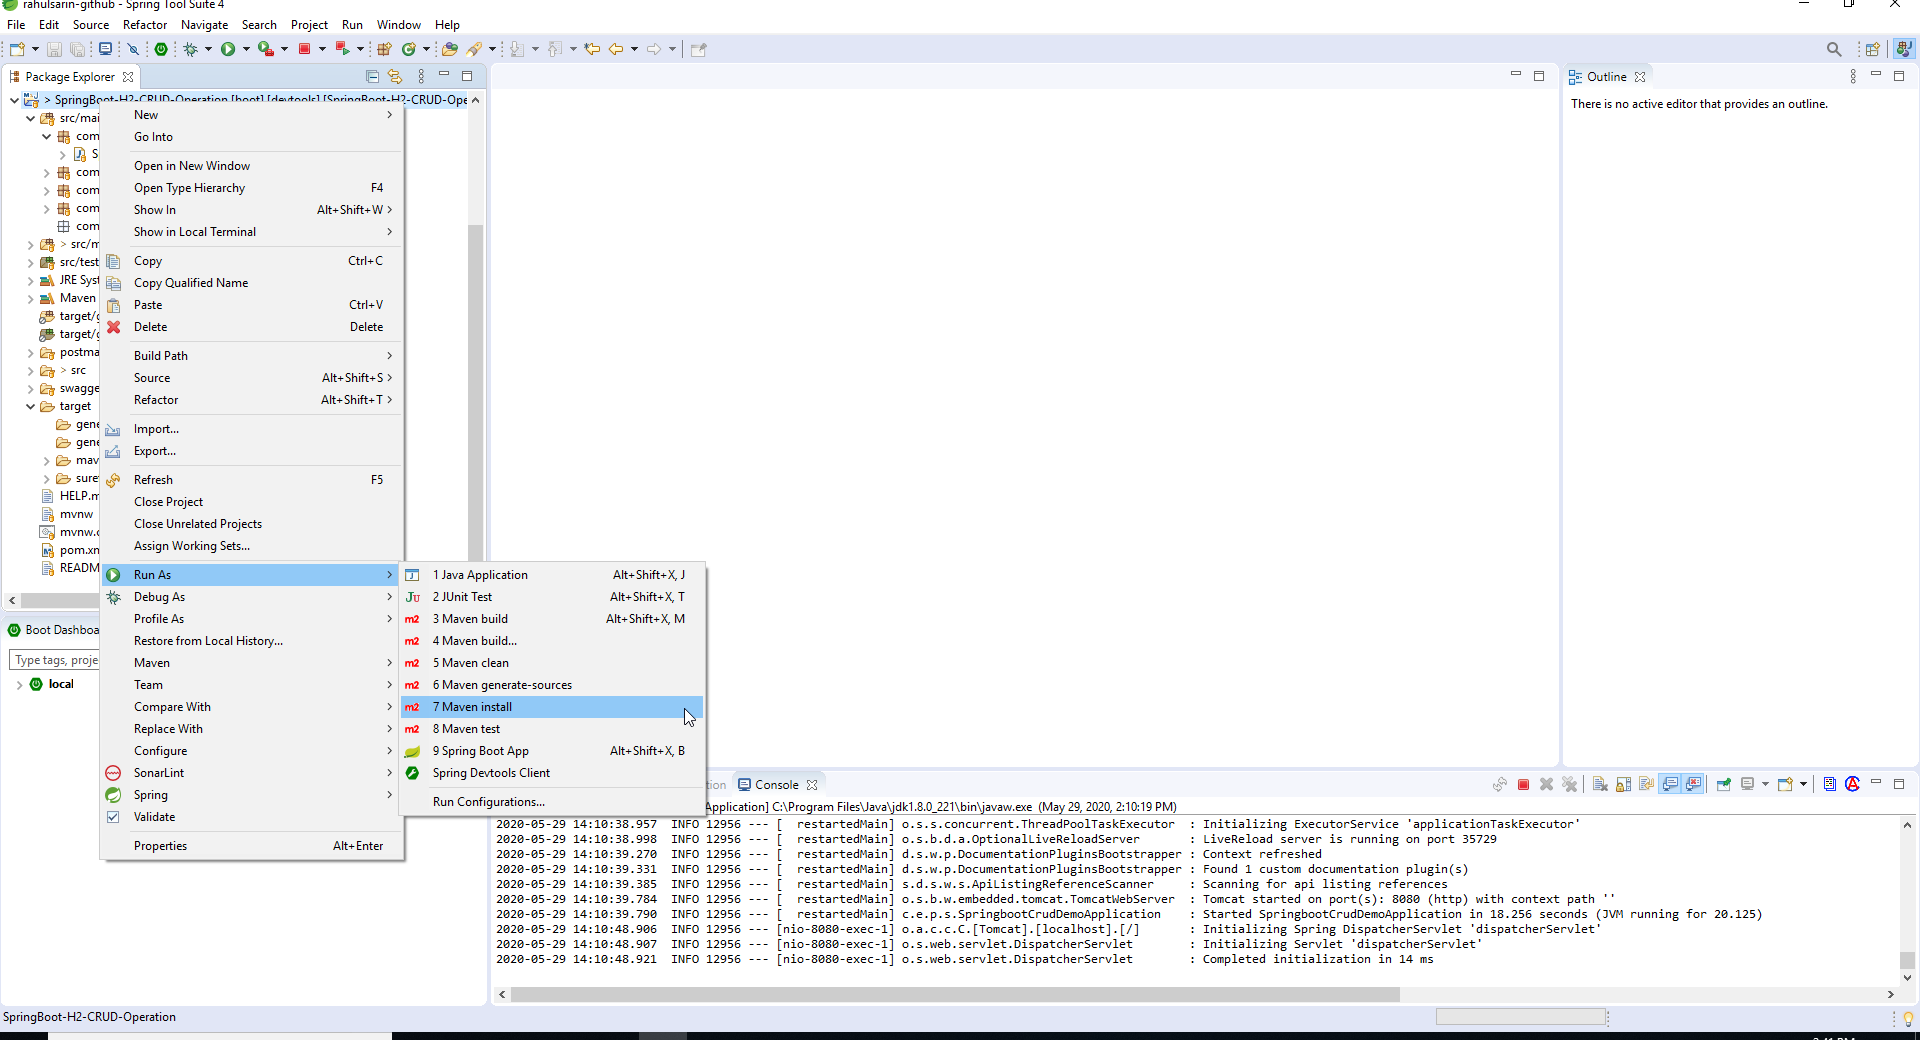 rahulsarin-github - Spring Tool Suite 4
File Edit Source Refactor Navigate Search Project Run Window Help
Package Explorer
> SpringBoot-H2-CRUD-Operation [boot] [devtools] [SpringBoot-H2-CRUD-Ope
src/mai
com
S
com
com
com
com
> src/m
src/test
JRE Syst
Maven
target/g
target/g
postma
> src
swagge
target
gene
gene
mav
sure
HELP.m
mvnw
mvnw.c
pom.xm
READM
New
Go Into
Open in New Window
Open Type Hierarchy F4
Show In Alt+Shift+W >
Show in Local Terminal
Copy Ctrl+C
Copy Qualified Name
Paste Ctrl+V
Delete Delete
Build Path
Source Alt+Shift+S >
Refactor Alt+Shift+T >
Import...
Export...
Refresh F5
Close Project
Close Unrelated Projects
Assign Working Sets...
Run As
Debug As
Profile As
Restore from Local History...
Maven
Team
Compare With
Replace With
Configure
SonarLint
Spring
Validate
Properties Alt+Enter
1 Java Application Alt+Shift+X, J
2 JUnit Test Alt+Shift+X, T
3 Maven build Alt+Shift+X, M
4 Maven build...
5 Maven clean
6 Maven generate-sources
7 Maven install
8 Maven test
9 Spring Boot App Alt+Shift+X, B
Spring Devtools Client
Run Configurations...
Boot Dashboa
Type tags, proje
local
Outline
There is no active editor that provides an outline.
tion Console
Application] C:\Program Files\Java\jdk1.8.0_221\bin\javaw.exe (May 29, 2020, 2:10:19 PM)
2020-05-29 14:10:38.957 INFO 12956 --- [ restartedMain] o.s.s.concurrent.ThreadPoolTaskExecutor : Initializing ExecutorService 'applicationTaskExecutor'
2020-05-29 14:10:38.998 INFO 12956 --- [ restartedMain] o.s.b.d.a.OptionalLiveReloadServer : LiveReload server is running on port 35729
2020-05-29 14:10:39.270 INFO 12956 --- [ restartedMain] d.s.w.p.DocumentationPluginsBootstrapper : Context refreshed
2020-05-29 14:10:39.331 INFO 12956 --- [ restartedMain] d.s.w.p.DocumentationPluginsBootstrapper : Found 1 custom documentation plugin(s)
2020-05-29 14:10:39.385 INFO 12956 --- [ restartedMain] s.d.s.w.s.ApiListingReferenceScanner : Scanning for api listing references
2020-05-29 14:10:39.784 INFO 12956 --- [ restartedMain] o.s.b.w.embedded.tomcat.TomcatWebServer : Tomcat started on port(s): 8080 (http) with context path ''
2020-05-29 14:10:39.790 INFO 12956 --- [ restartedMain] c.e.p.s.SpringbootCrudDemoApplication : Started SpringbootCrudDemoApplication in 18.256 seconds (JVM running for 20.125)
2020-05-29 14:10:48.906 INFO 12956 --- [nio-8080-exec-1] o.a.c.c.C.[Tomcat].[localhost].[/] : Initializing Spring DispatcherServlet 'dispatcherServlet'
2020-05-29 14:10:48.907 INFO 12956 --- [nio-8080-exec-1] o.s.web.servlet.DispatcherServlet : Initializing Servlet 'dispatcherServlet'
2020-05-29 14:10:48.921 INFO 12956 --- [nio-8080-exec-1] o.s.web.servlet.DispatcherServlet : Completed initialization in 14 ms
SpringBoot-H2-CRUD-Operation